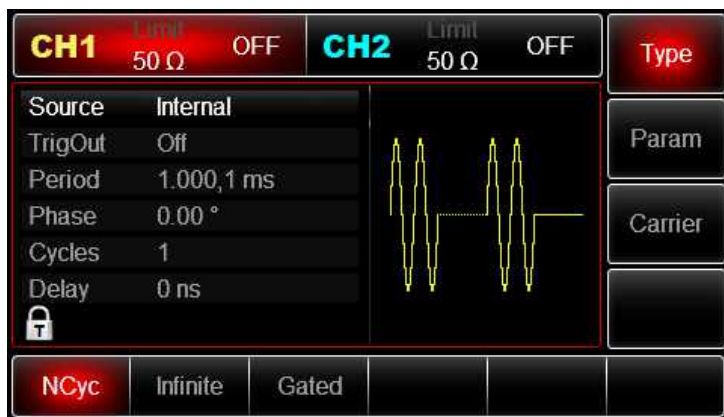 CH1 Limit 50 Ω OFF CH2 Limit 50 Ω OFF
Type
Source Internal
TrigOut Off
Period 1.000,1 ms
Phase 0.00 °
Cycles 1
Delay 0 ns
T
Param
Carrier
NCyc Infinite Gated